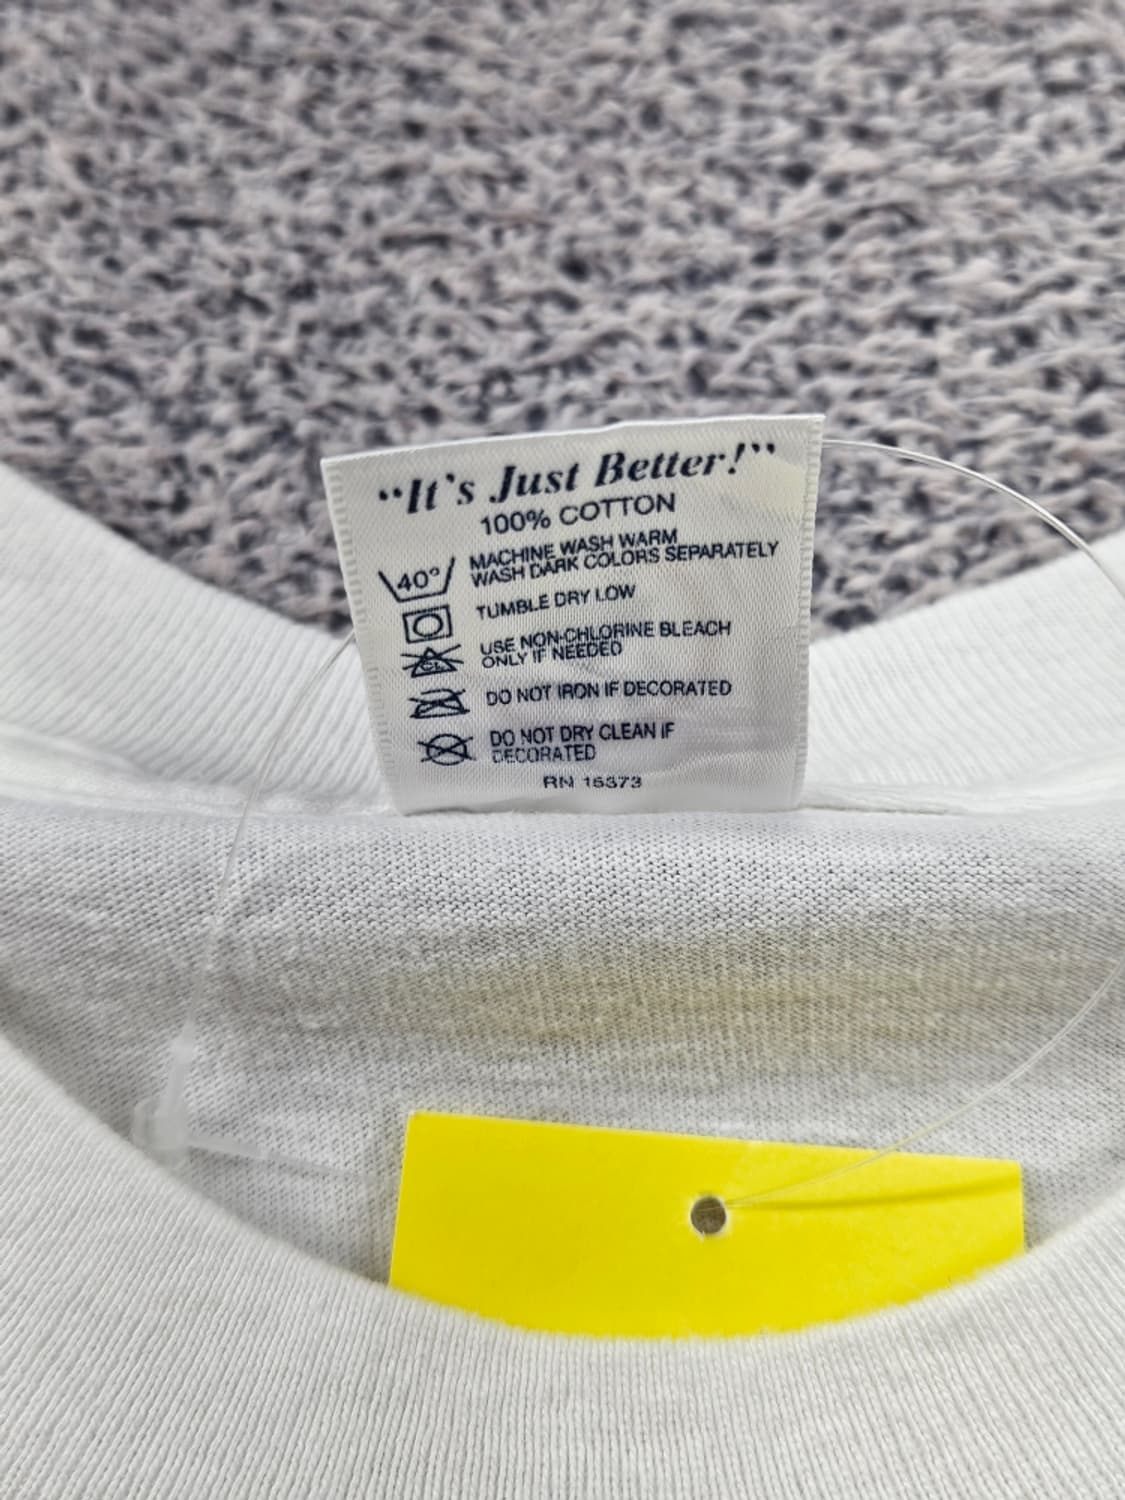 “It’s Just Better!”
100% COTTON
40°
MACHINE WASH WARM
WASH DARK COLORS SEPARATELY
TUMBLE DRY LOW
CL
USE NON-CHLORINE BLEACH
ONLY IF NEEDED
DO NOT IRON IF DECORATED
DO NOT DRY CLEAN IF
DECORATED
RN